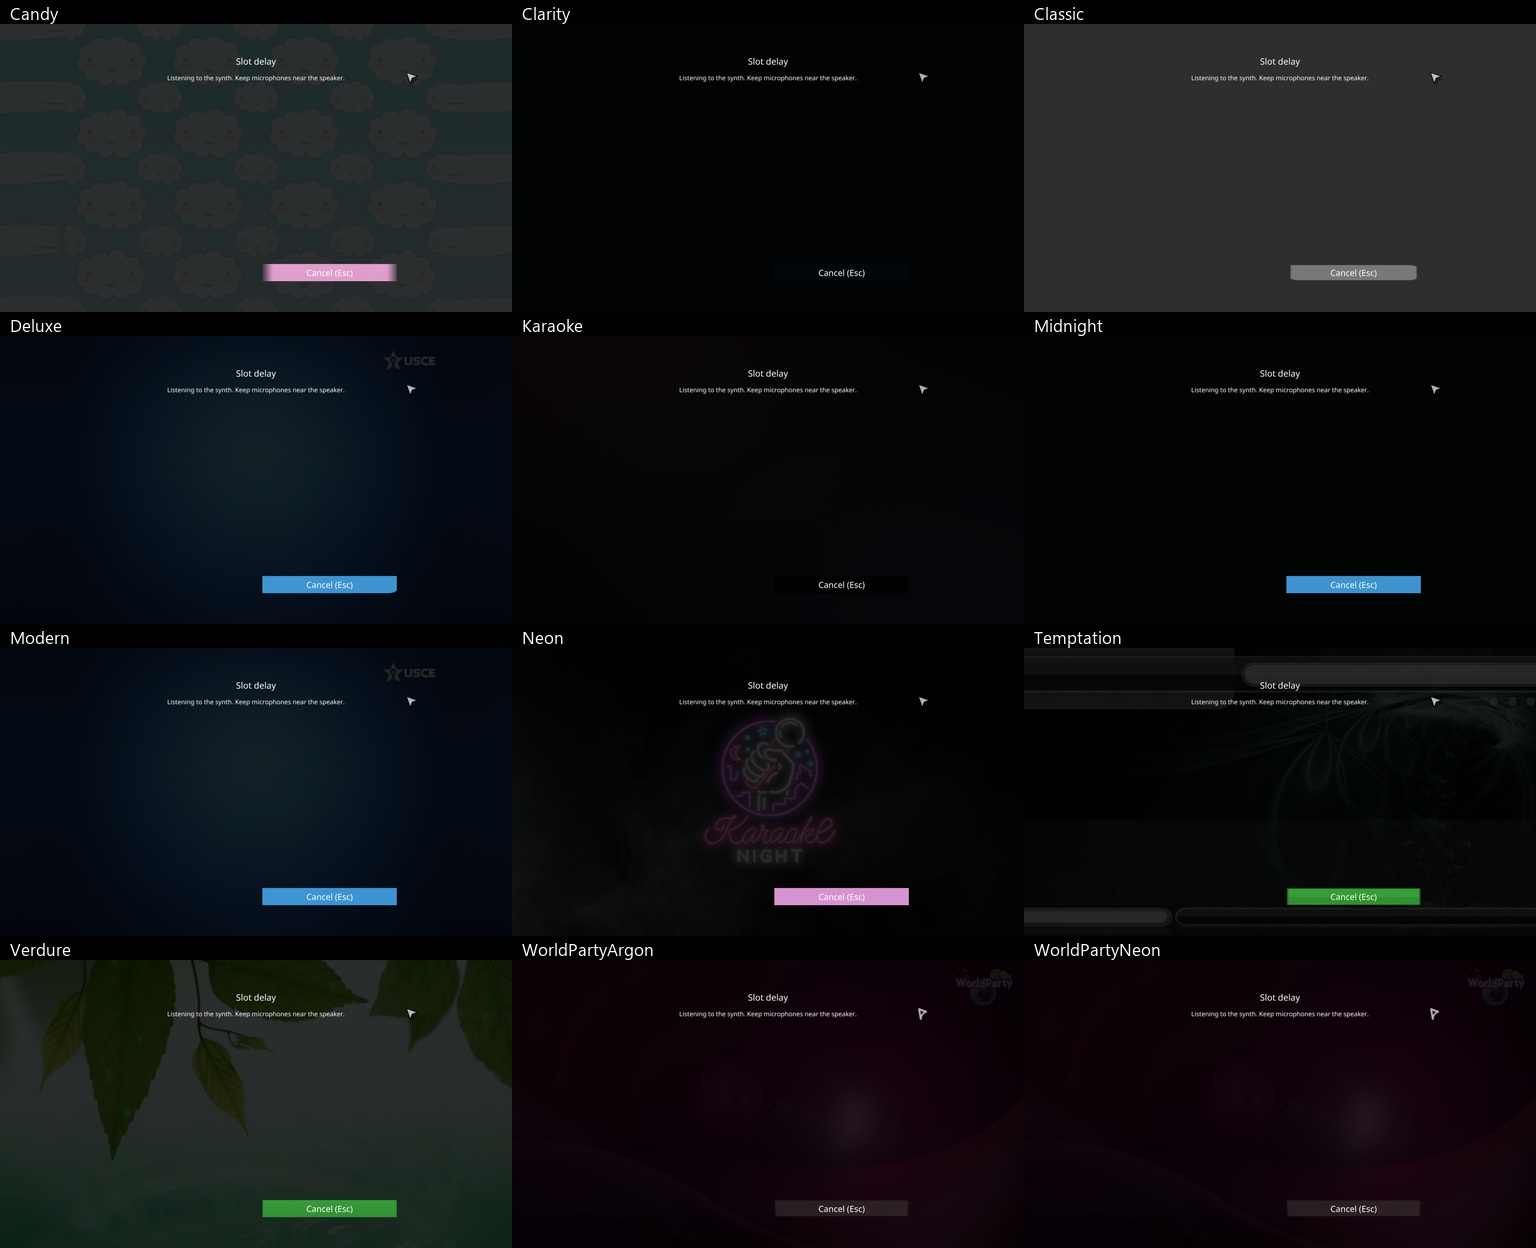 Candy
Slot delay
Listening to the synth. Keep microphones near the speaker.
Cancel (Esc)
Clarity
Slot delay
Listening to the synth. Keep microphones near the speaker.
Cancel (Esc)
Classic
Slot delay
Listening to the synth. Keep microphones near the speaker.
Cancel (Esc)
Deluxe
USCE
Slot delay
Listening to the synth. Keep microphones near the speaker.
Cancel (Esc)
Karaoke
Slot delay
Listening to the synth. Keep microphones near the speaker.
Cancel (Esc)
Midnight
Slot delay
Listening to the synth. Keep microphones near the speaker.
Cancel (Esc)
Modern
USCE
Slot delay
Listening to the synth. Keep microphones near the speaker.
Cancel (Esc)
Neon
Slot delay
Listening to the synth. Keep microphones near the speaker.
Karaoke
NIGHT
Cancel (Esc)
Temptation
Slot delay
Listening to the synth. Keep microphones near the speaker.
Cancel (Esc)
Verdure
Slot delay
Listening to the synth. Keep microphones near the speaker.
Cancel (Esc)
WorldPartyArgon
WorldParty
Slot delay
Listening to the synth. Keep microphones near the speaker.
Cancel (Esc)
WorldPartyNeon
WorldParty
Slot delay
Listening to the synth. Keep microphones near the speaker.
Cancel (Esc)